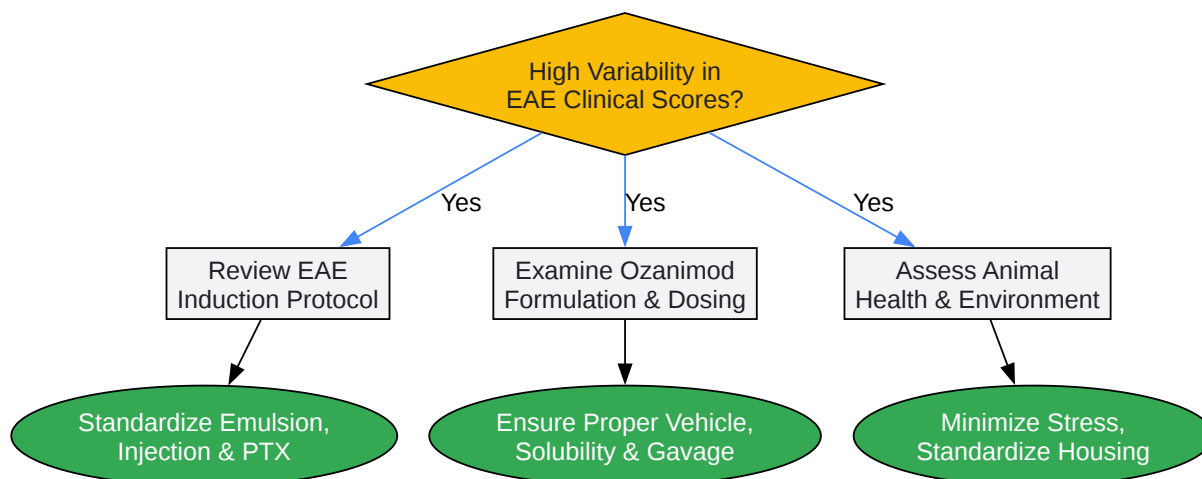 High Variability in
EAE Clinical Scores?
Yes
Yes
Yes
Review EAE
Induction Protocol
Examine Ozanimod
Formulation & Dosing
Assess Animal
Health & Environment
Standardize Emulsion,
Injection & PTX
Ensure Proper Vehicle,
Solubility & Gavage
Minimize Stress,
Standardize Housing